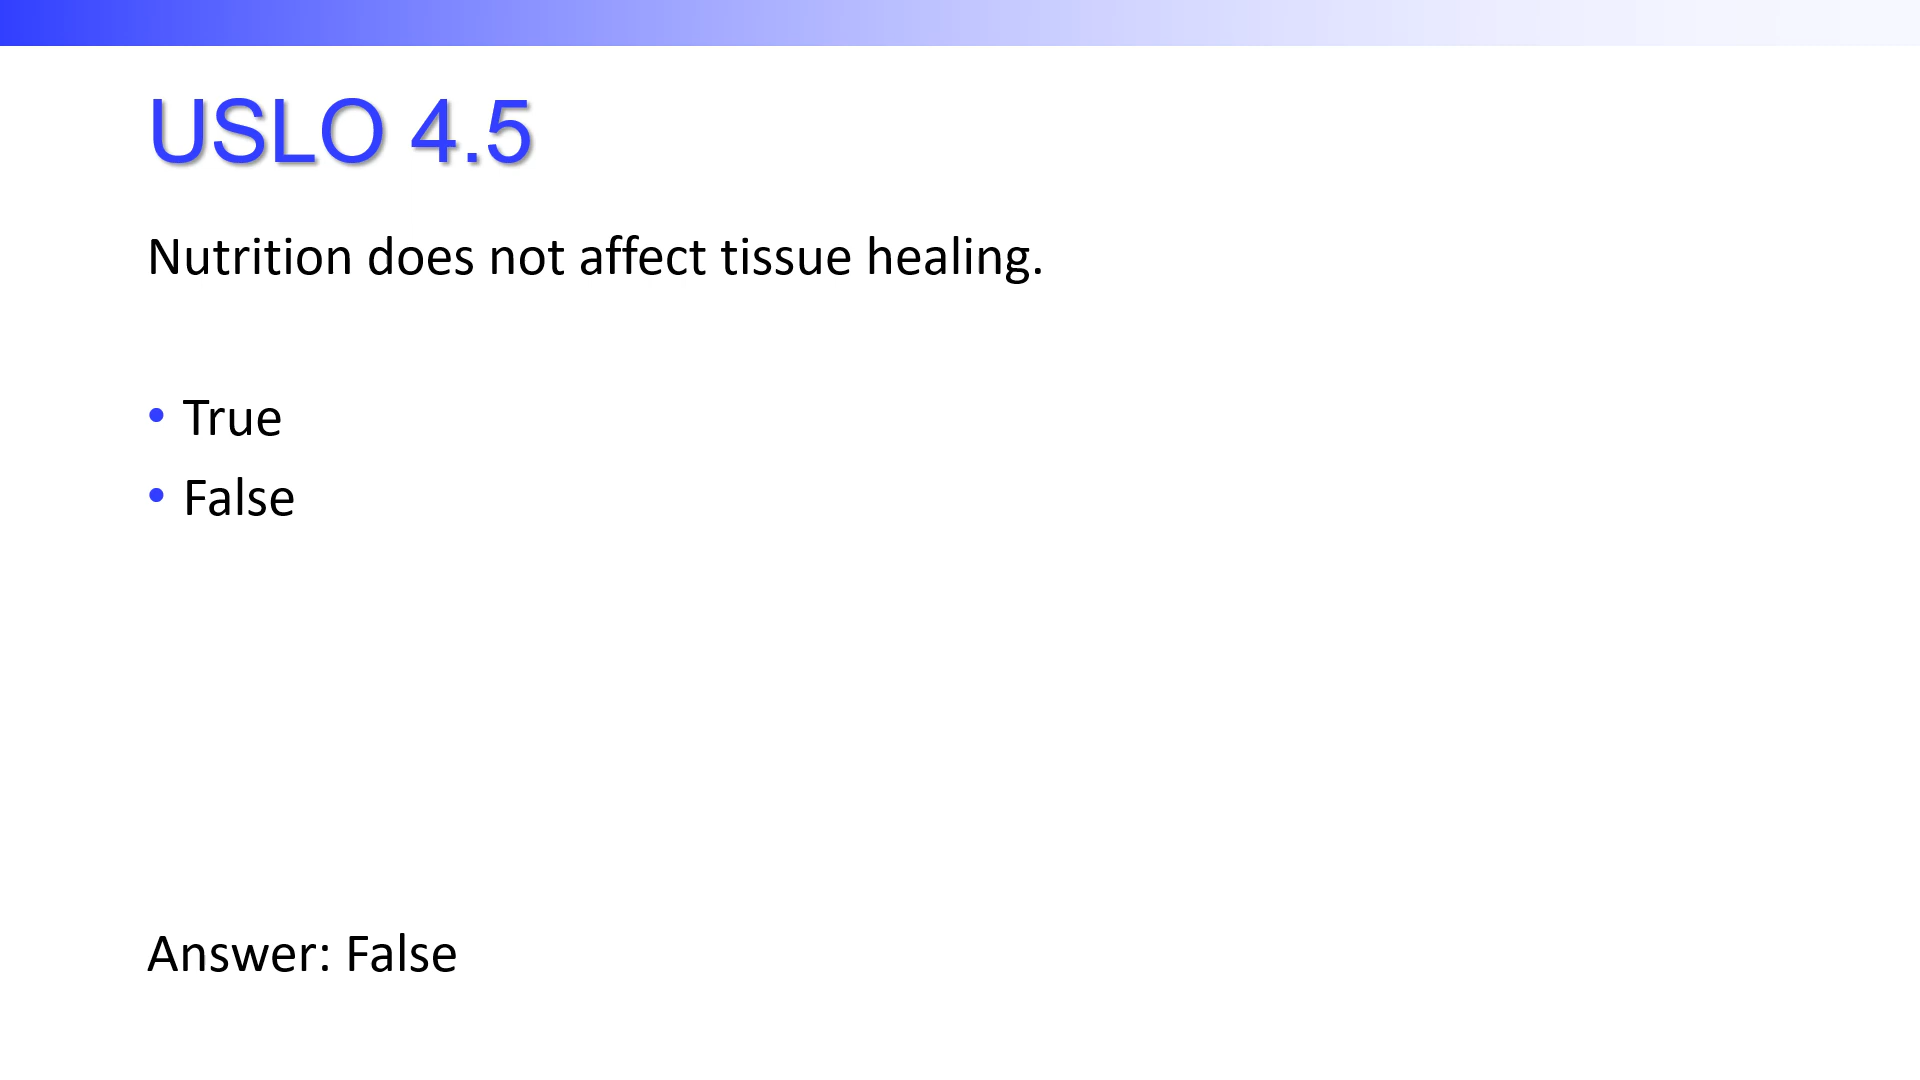 USLO 4.5
Nutrition does not affect tissue healing.
• True
• False
Answer: False